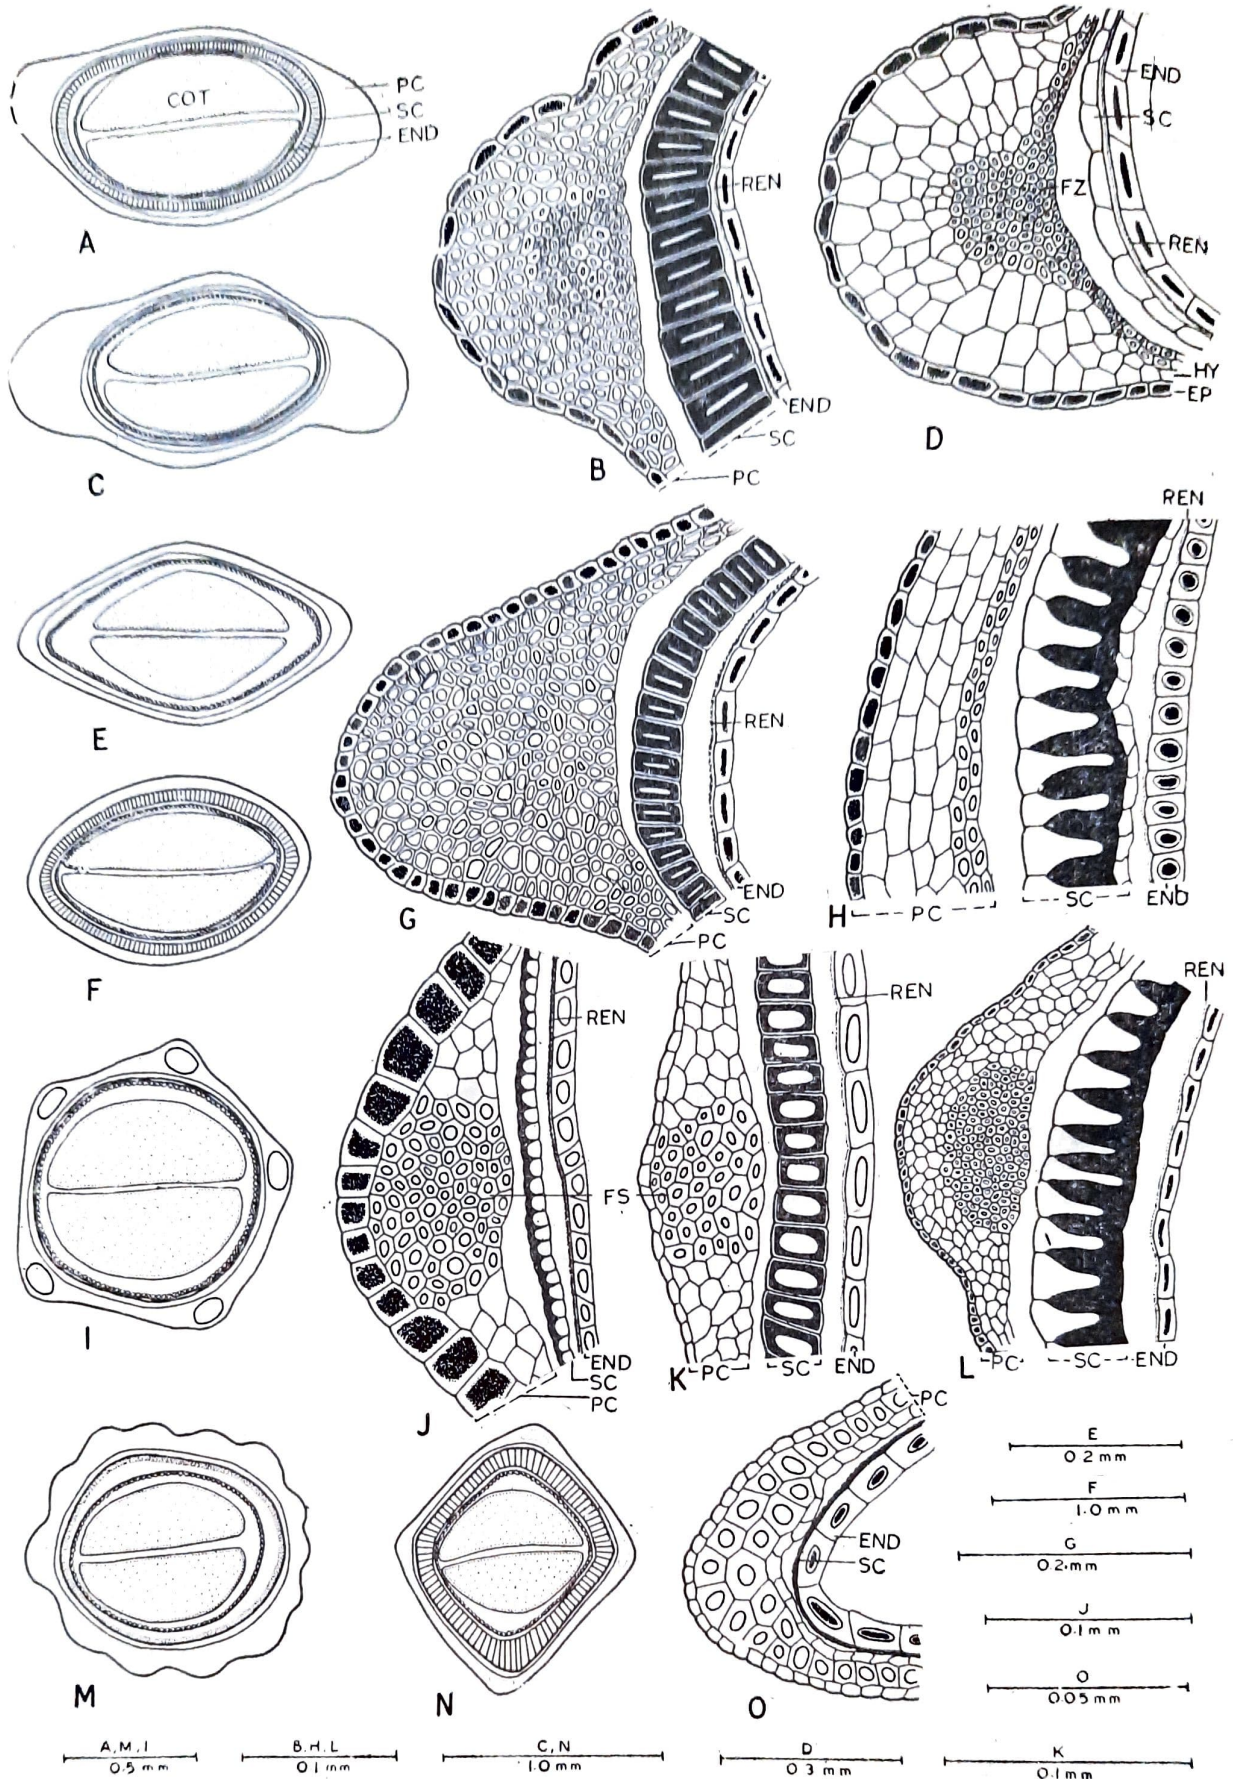 COT
PC
SC
END
A
REN
END
SC
PC
B
END
SC
FZ
REN
HY
EP
D
C
E
REN
END
SC
PC
G
REN
H
PC
SC
END
F
REN
FS
END
SC
PC
J
REN
K
PC
SC
END
REN
L
PC
SC
END
I
M
N
C
PC
END
SC
C
O
E
0.2 mm
F
1.0 mm
G
0.2 mm
J
0.1 mm
O
0.05 mm
A, M, I
0.5 mm
B, H, L
0.1 mm
C, N
1.0 mm
D
0.3 mm
K
0.1 mm